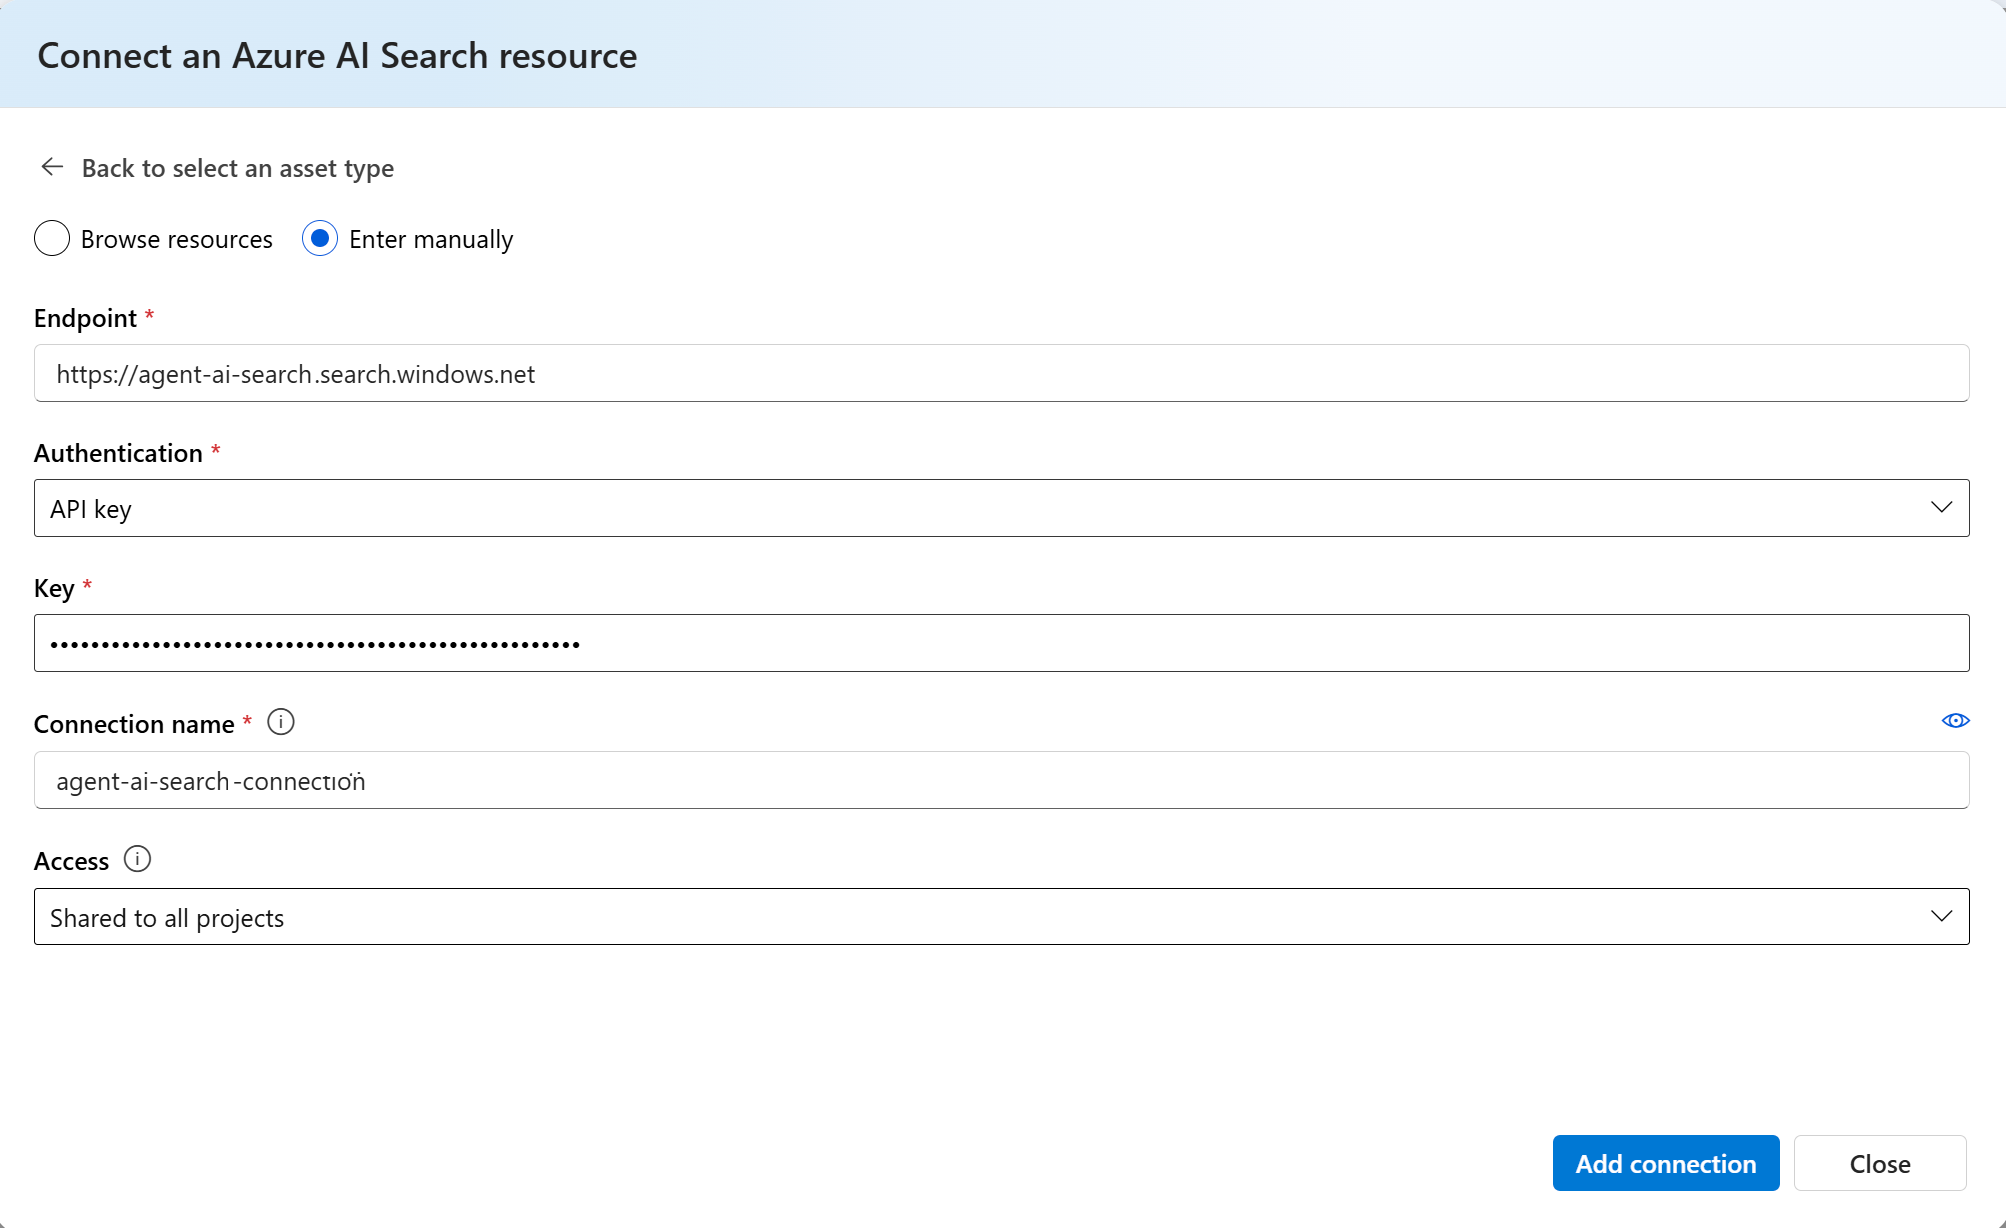 Connect an Azure AI Search resource
Back to select an asset type
Browse resources Enter manually
Endpoint *
https://agent-ai-search.search.windows.net
Authentication *
API key
Key *
••••••••••••••••••••••••••••••••••••••••••••••••••••
Connection name *
agent-ai-search-connection
Access
Shared to all projects
Add connection Close